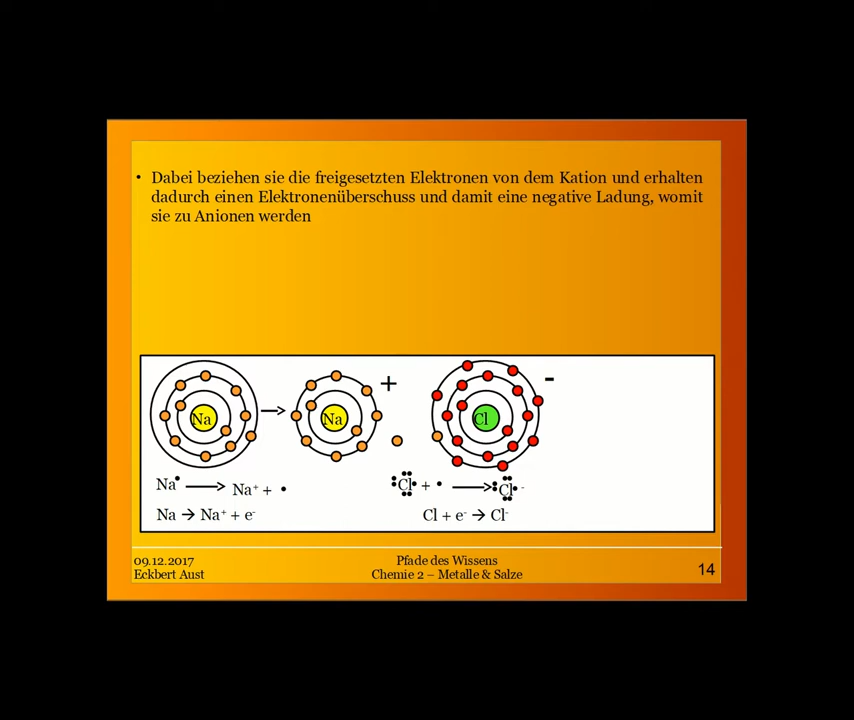 • Dabei beziehen sie die freigesetzten Elektronen von dem Kation und erhalten
dadurch einen Elektronenüberschuss und damit eine negative Ladung, womit
sie zu Anionen werden
Na → Na + Cl -
Na• → Na⁺ + •
:Cl• + • → :Cl• -
Na → Na⁺ + e⁻
Cl + e⁻ → Cl⁻
09.12.2017
Eckbert Aust
Pfade des Wissens
Chemie 2 – Metalle & Salze
14